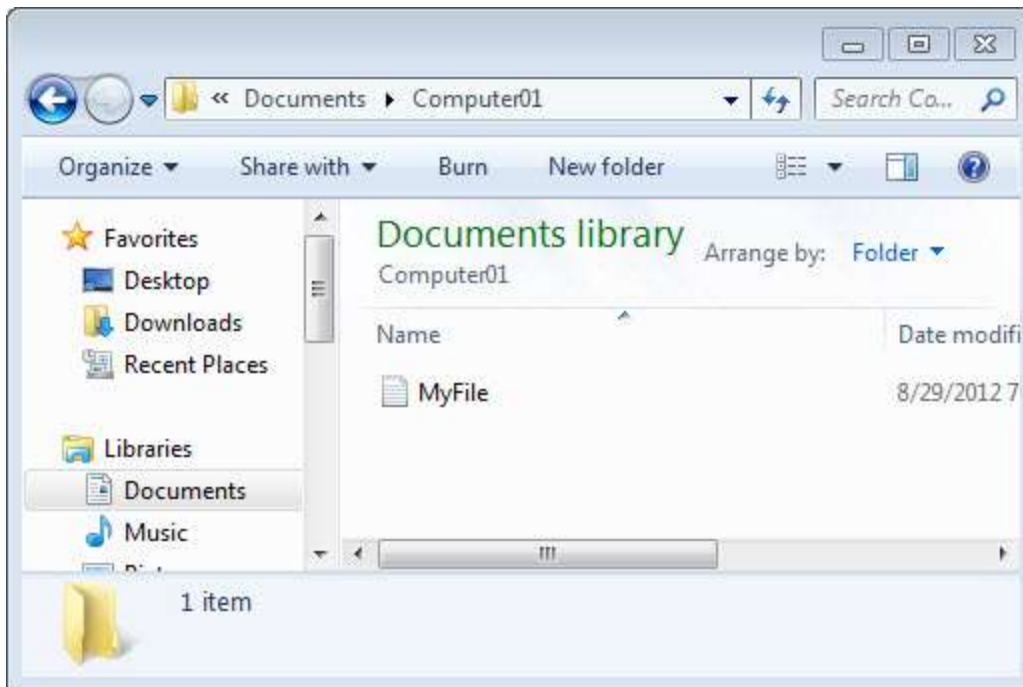 « Documents ▸ Computer01
Search Co...
Organize ▾ Share with ▾ Burn New folder
Favorites
Desktop
Downloads
Recent Places
Libraries
Documents
Music
Documents library
Computer01
Arrange by: Folder ▾
Name Date modifi
MyFile 8/29/2012 7
1 item